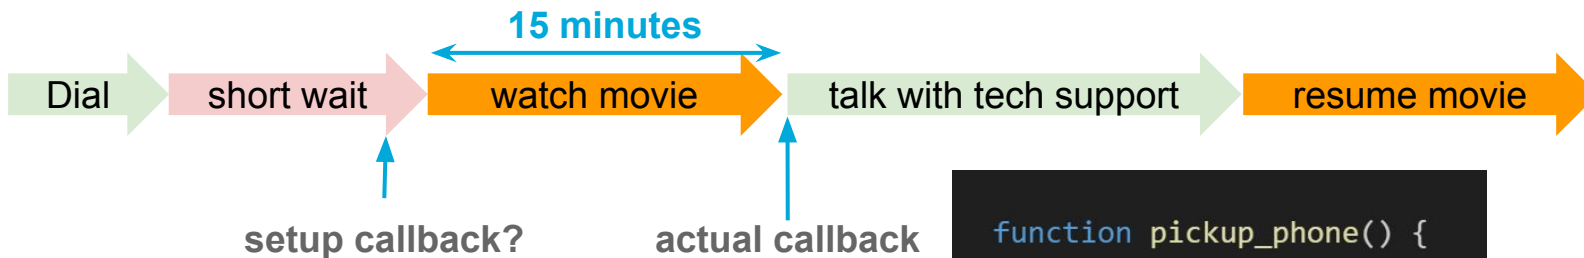 15 minutes
Dial short wait watch movie talk with tech support resume movie
setup callback? actual callback
function pickup_phone() {